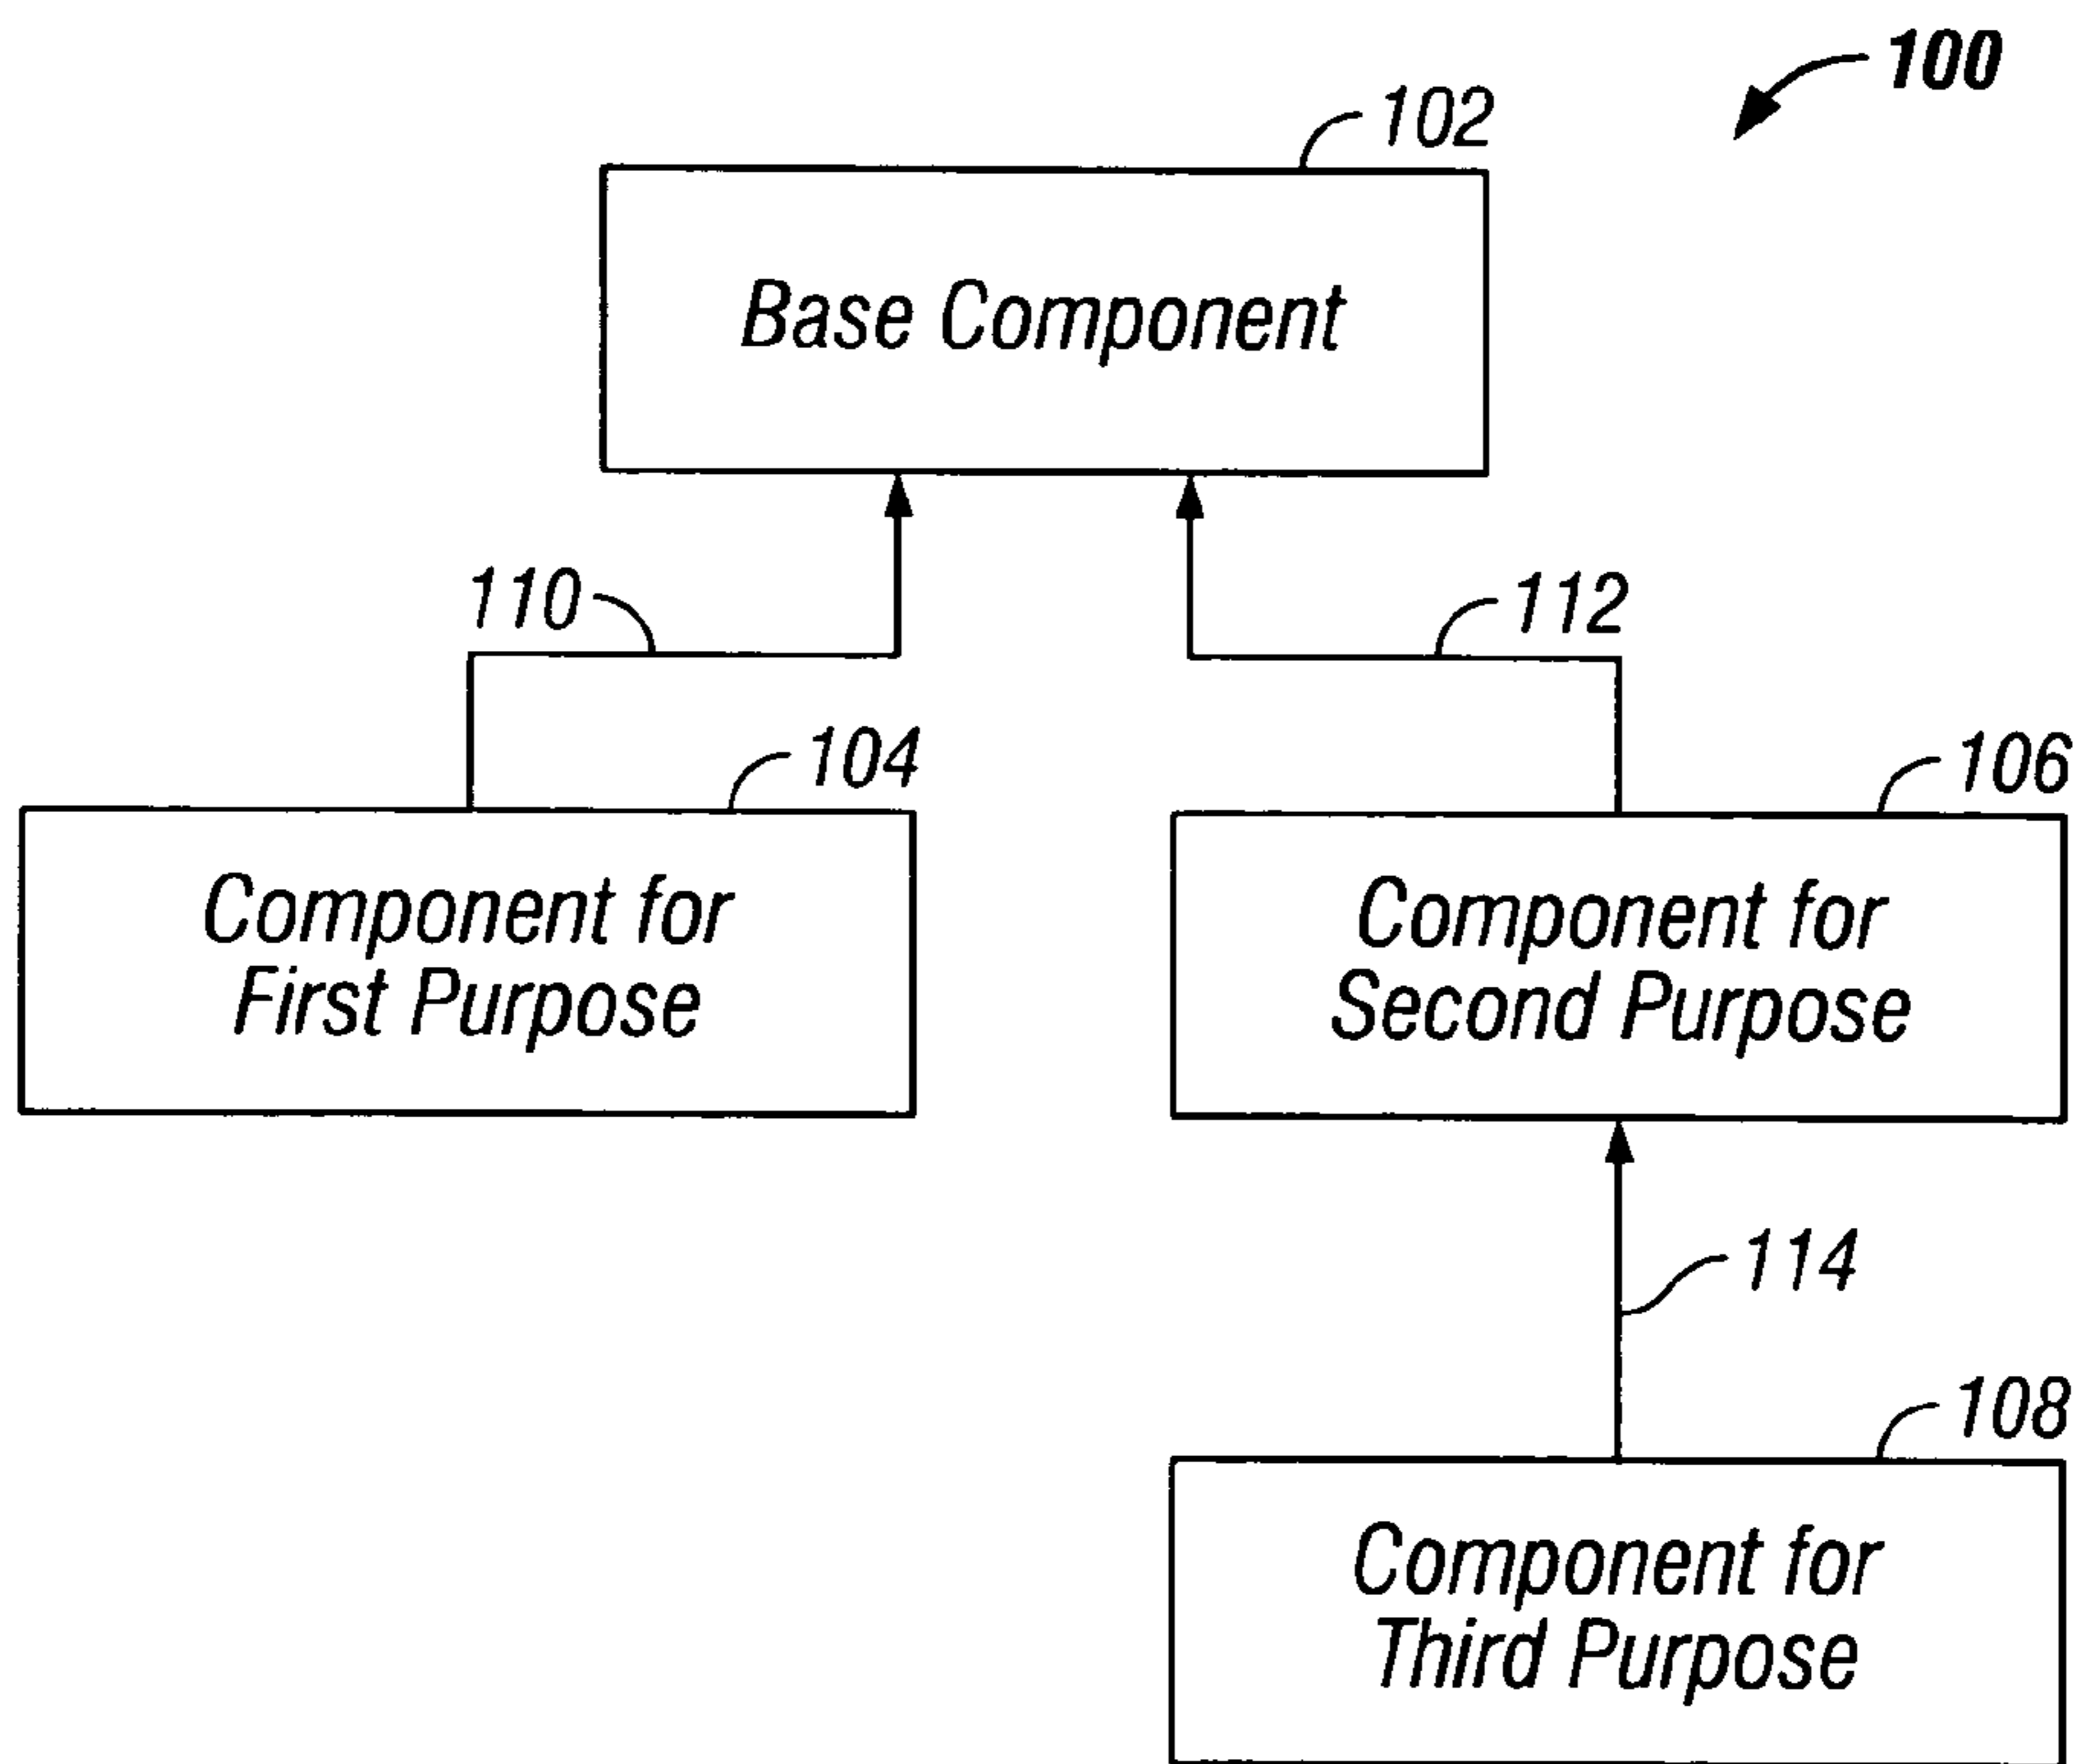 100
102
Base Component
110
112
104
106
Component for
First Purpose
Component for
Second Purpose
114
108
Component for
Third Purpose